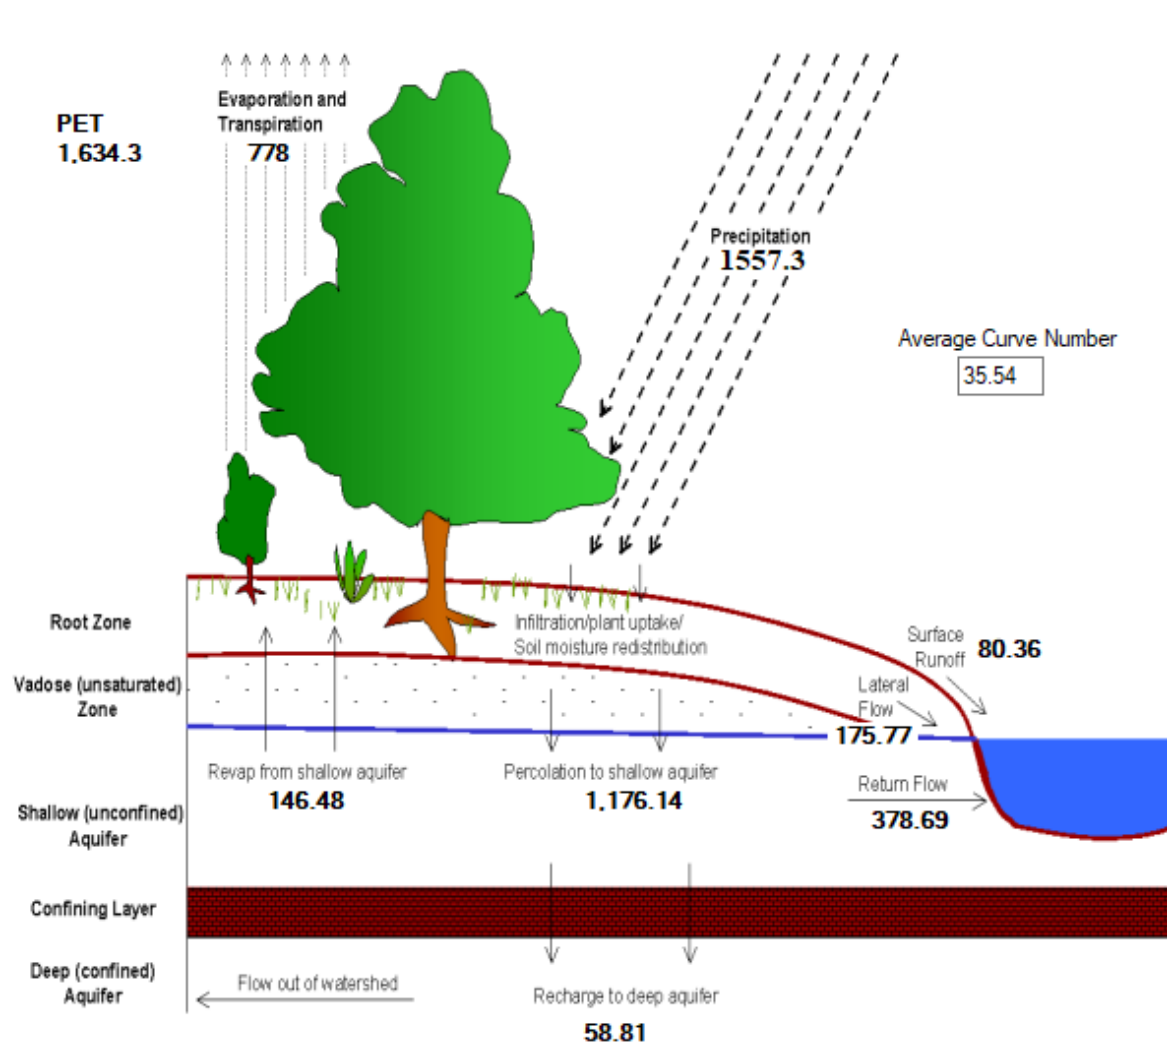 PET
1,634.3
Evaporation and
Transpiration
778
Precipitation
1557.3
Average Curve Number
35.54
Root Zone
Infiltration/plant uptake/
Soil moisture redistribution
Surface
Runoff
80.36
Vadose (unsaturated)
Zone
Lateral
Flow
175.77
Revap from shallow aquifer
146.48
Percolation to shallow aquifer
1,176.14
Return Flow
378.69
Shallow (unconfined)
Aquifer
Confining Layer
Deep (confined)
Aquifer
Flow out of watershed
Recharge to deep aquifer
58.81